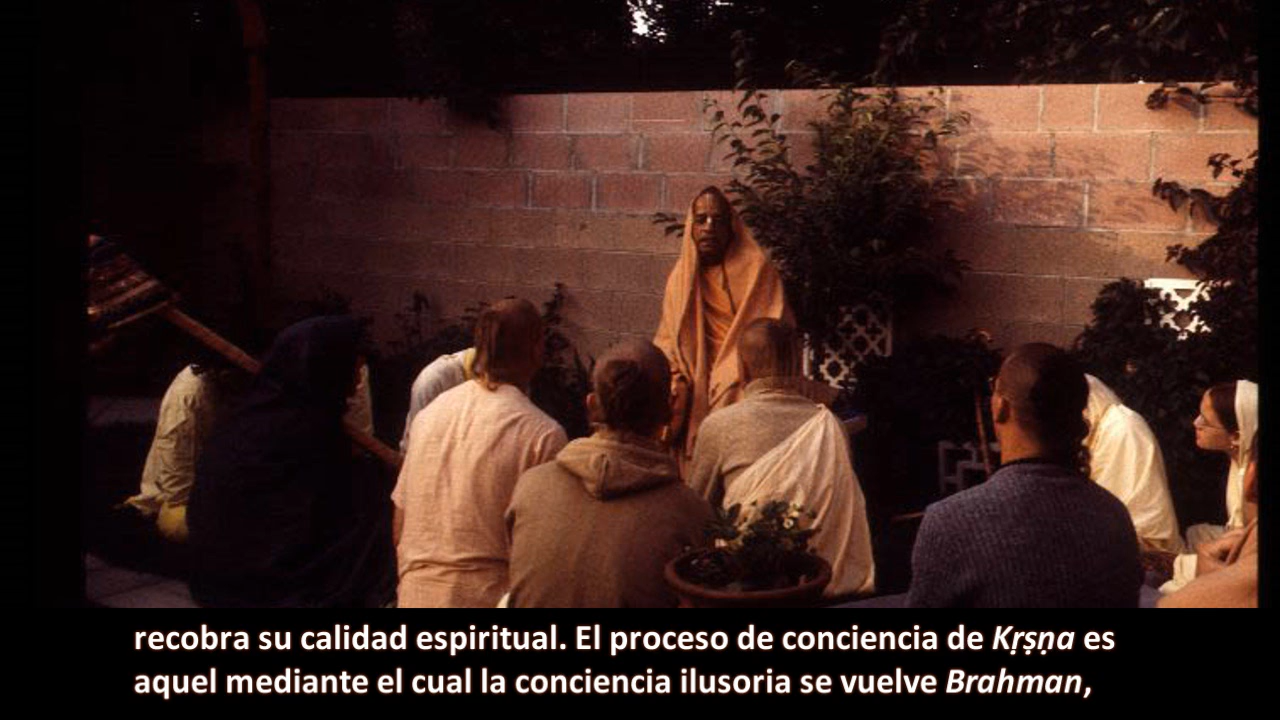 recobra su calidad espiritual. El proceso de conciencia de Kṛṣṇa es
aquel mediante el cual la conciencia ilusoria se vuelve Brahman,